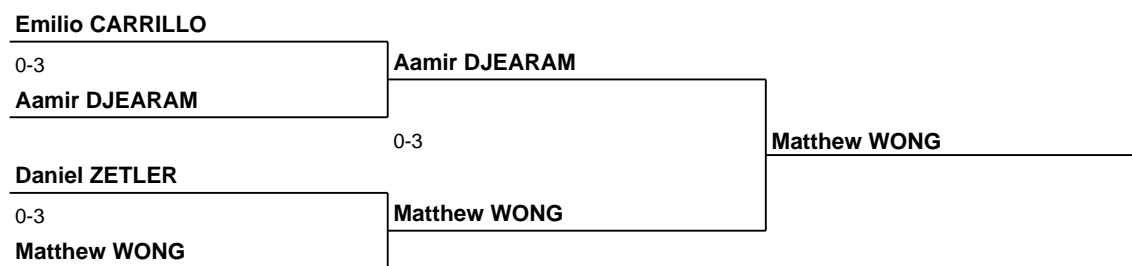 Emilio CARRILLO
0-3
Aamir DJEARAM
Aamir DJEARAM
0-3
Matthew WONG
Daniel ZETLER
0-3
Matthew WONG
Matthew WONG